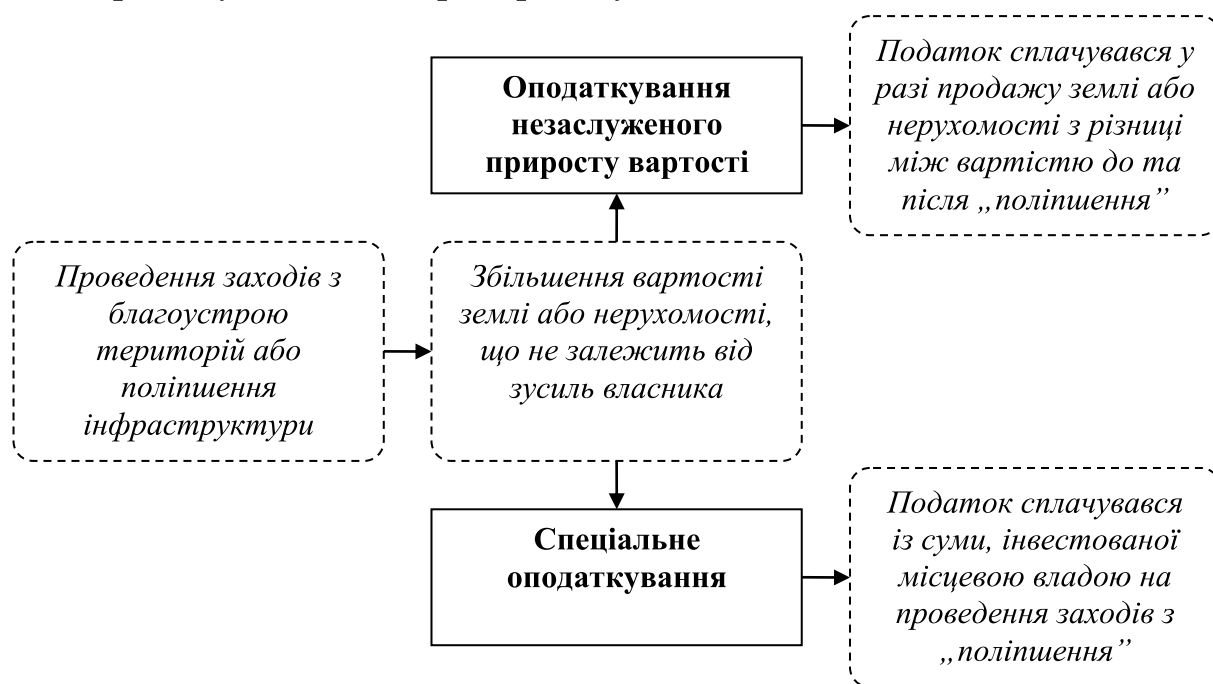 Оподаткування
незаслуженого
приросту вартості
Податок сплачувався у
разі продажу землі або
нерухомості з різниці
між вартістю до та
після „поліпшення”
Проведення заходів з
благоустрою
територій або
поліпшення
інфраструктури
Збільшення вартості
землі або нерухомості,
що не залежить від
зусиль власника
Спеціальне
оподаткування
Податок сплачувався
із суми, інвестованої
місцевою владою на
проведення заходів з
„поліпшення”